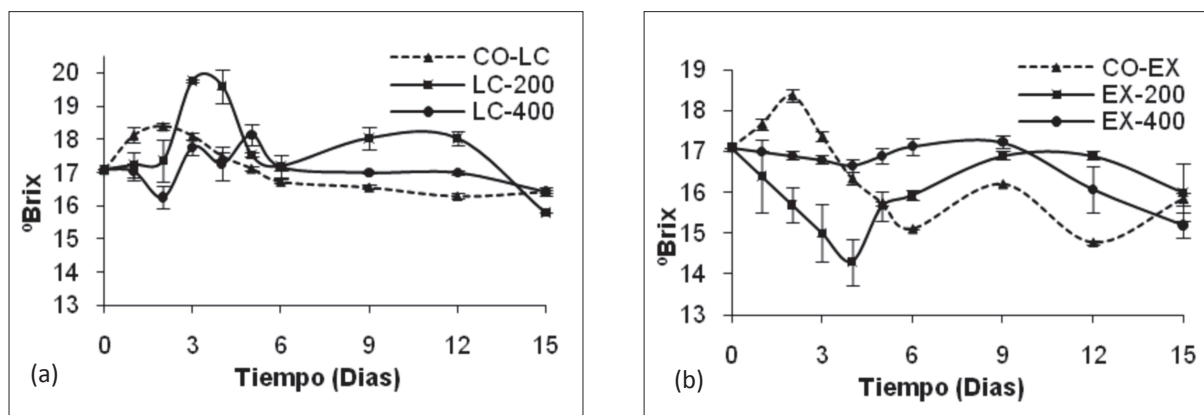 20
19
18
17
16
15
14
13
ºBrix
CO-LC
LC-200
LC-400
0 3 6 9 12 15
Tiempo (Dias)
(a)
19
18
17
16
15
14
13
ºBrix
CO-EX
EX-200
EX-400
0 3 6 9 12 15
Tiempo (Dias)
(b)